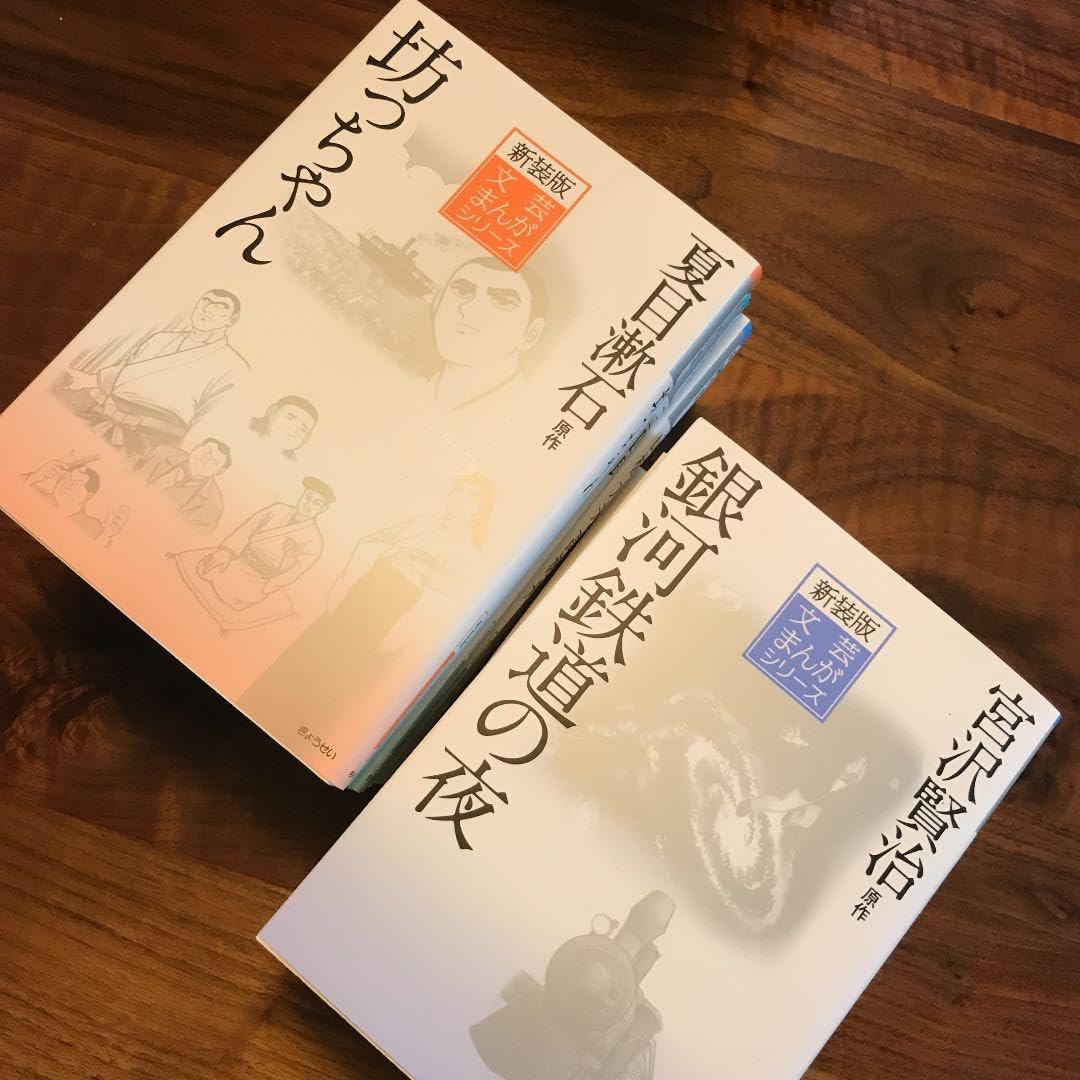 坊っちゃん
新装版
文芸
まんが
シリーズ
夏目漱石 原作
ぎょうせい
銀河鉄道の夜
新装版
文芸
まんが
シリーズ
宮沢賢治 原作